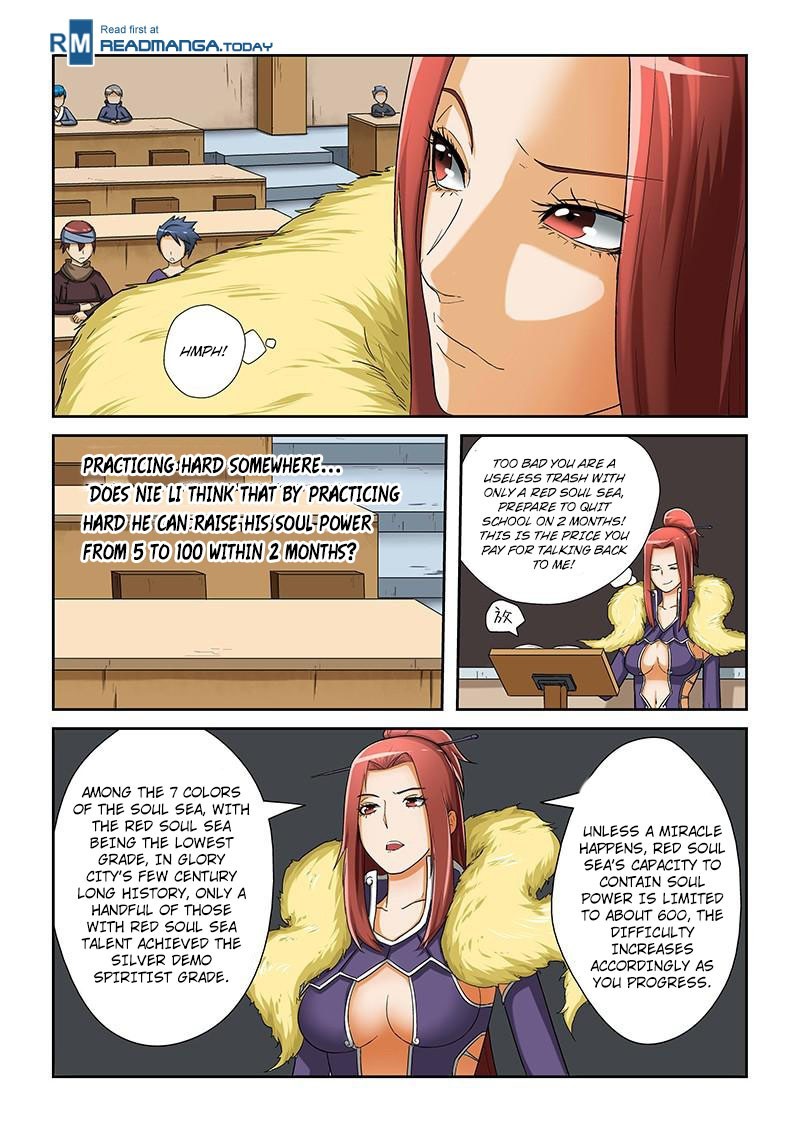 Read first at
RM READMANGA.TODAY
HMPH!
PRACTICING HARD SOMEWHERE...
DOES NIE LI THINK THAT BY PRACTICING
HARD HE CAN RAISE HIS SOUL POWER
FROM 5 TO 100 WITHIN 2 MONTHS?
TOO BAD YOU ARE A
USELESS TRASH WITH
ONLY A RED SOUL SEA,
PREPARE TO QUIT
SCHOOL ON 2 MONTHS!
THIS IS THE PRICE YOU
PAY FOR TALKING BACK
TO ME!
放
AMONG THE 7 COLORS
OF THE SOUL SEA, WITH
THE RED SOUL SEA
BEING THE LOWEST
GRADE, IN GLORY
CITY'S FEW CENTURY
LONG HISTORY, ONLY A
HANDFUL OF THOSE
WITH RED SOUL SEA
TALENT ACHIEVED THE
SILVER DEMO
SPIRITIST GRADE.
UNLESS A MIRACLE
HAPPENS, RED SOUL
SEA'S CAPACITY TO
CONTAIN SOUL
POWER IS LIMITED
TO ABOUT 600, THE
DIFFICULTY
INCREASES
ACCORDINGLY AS
YOU PROGRESS.